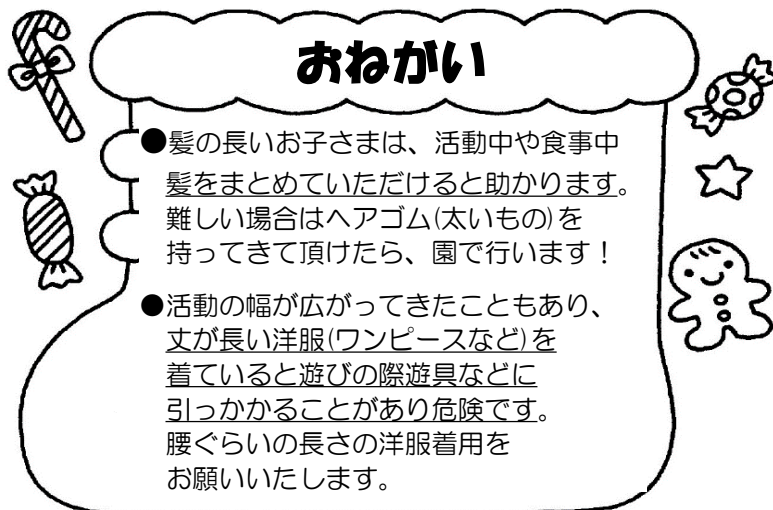 おねがい
●髪の長いお子さまは、活動中や食事中
髪をまとめていただけると助かります。
難しい場合はヘアゴム(太いもの)を
持ってきて頂けたら、園で行います！
●活動の幅が広がってきたこともあり、
丈が長い洋服(ワンピースなど)を
着ていると遊びの際遊具などに
引っかかることがあり危険です。
腰ぐらいの長さの洋服着用を
お願いいたします。